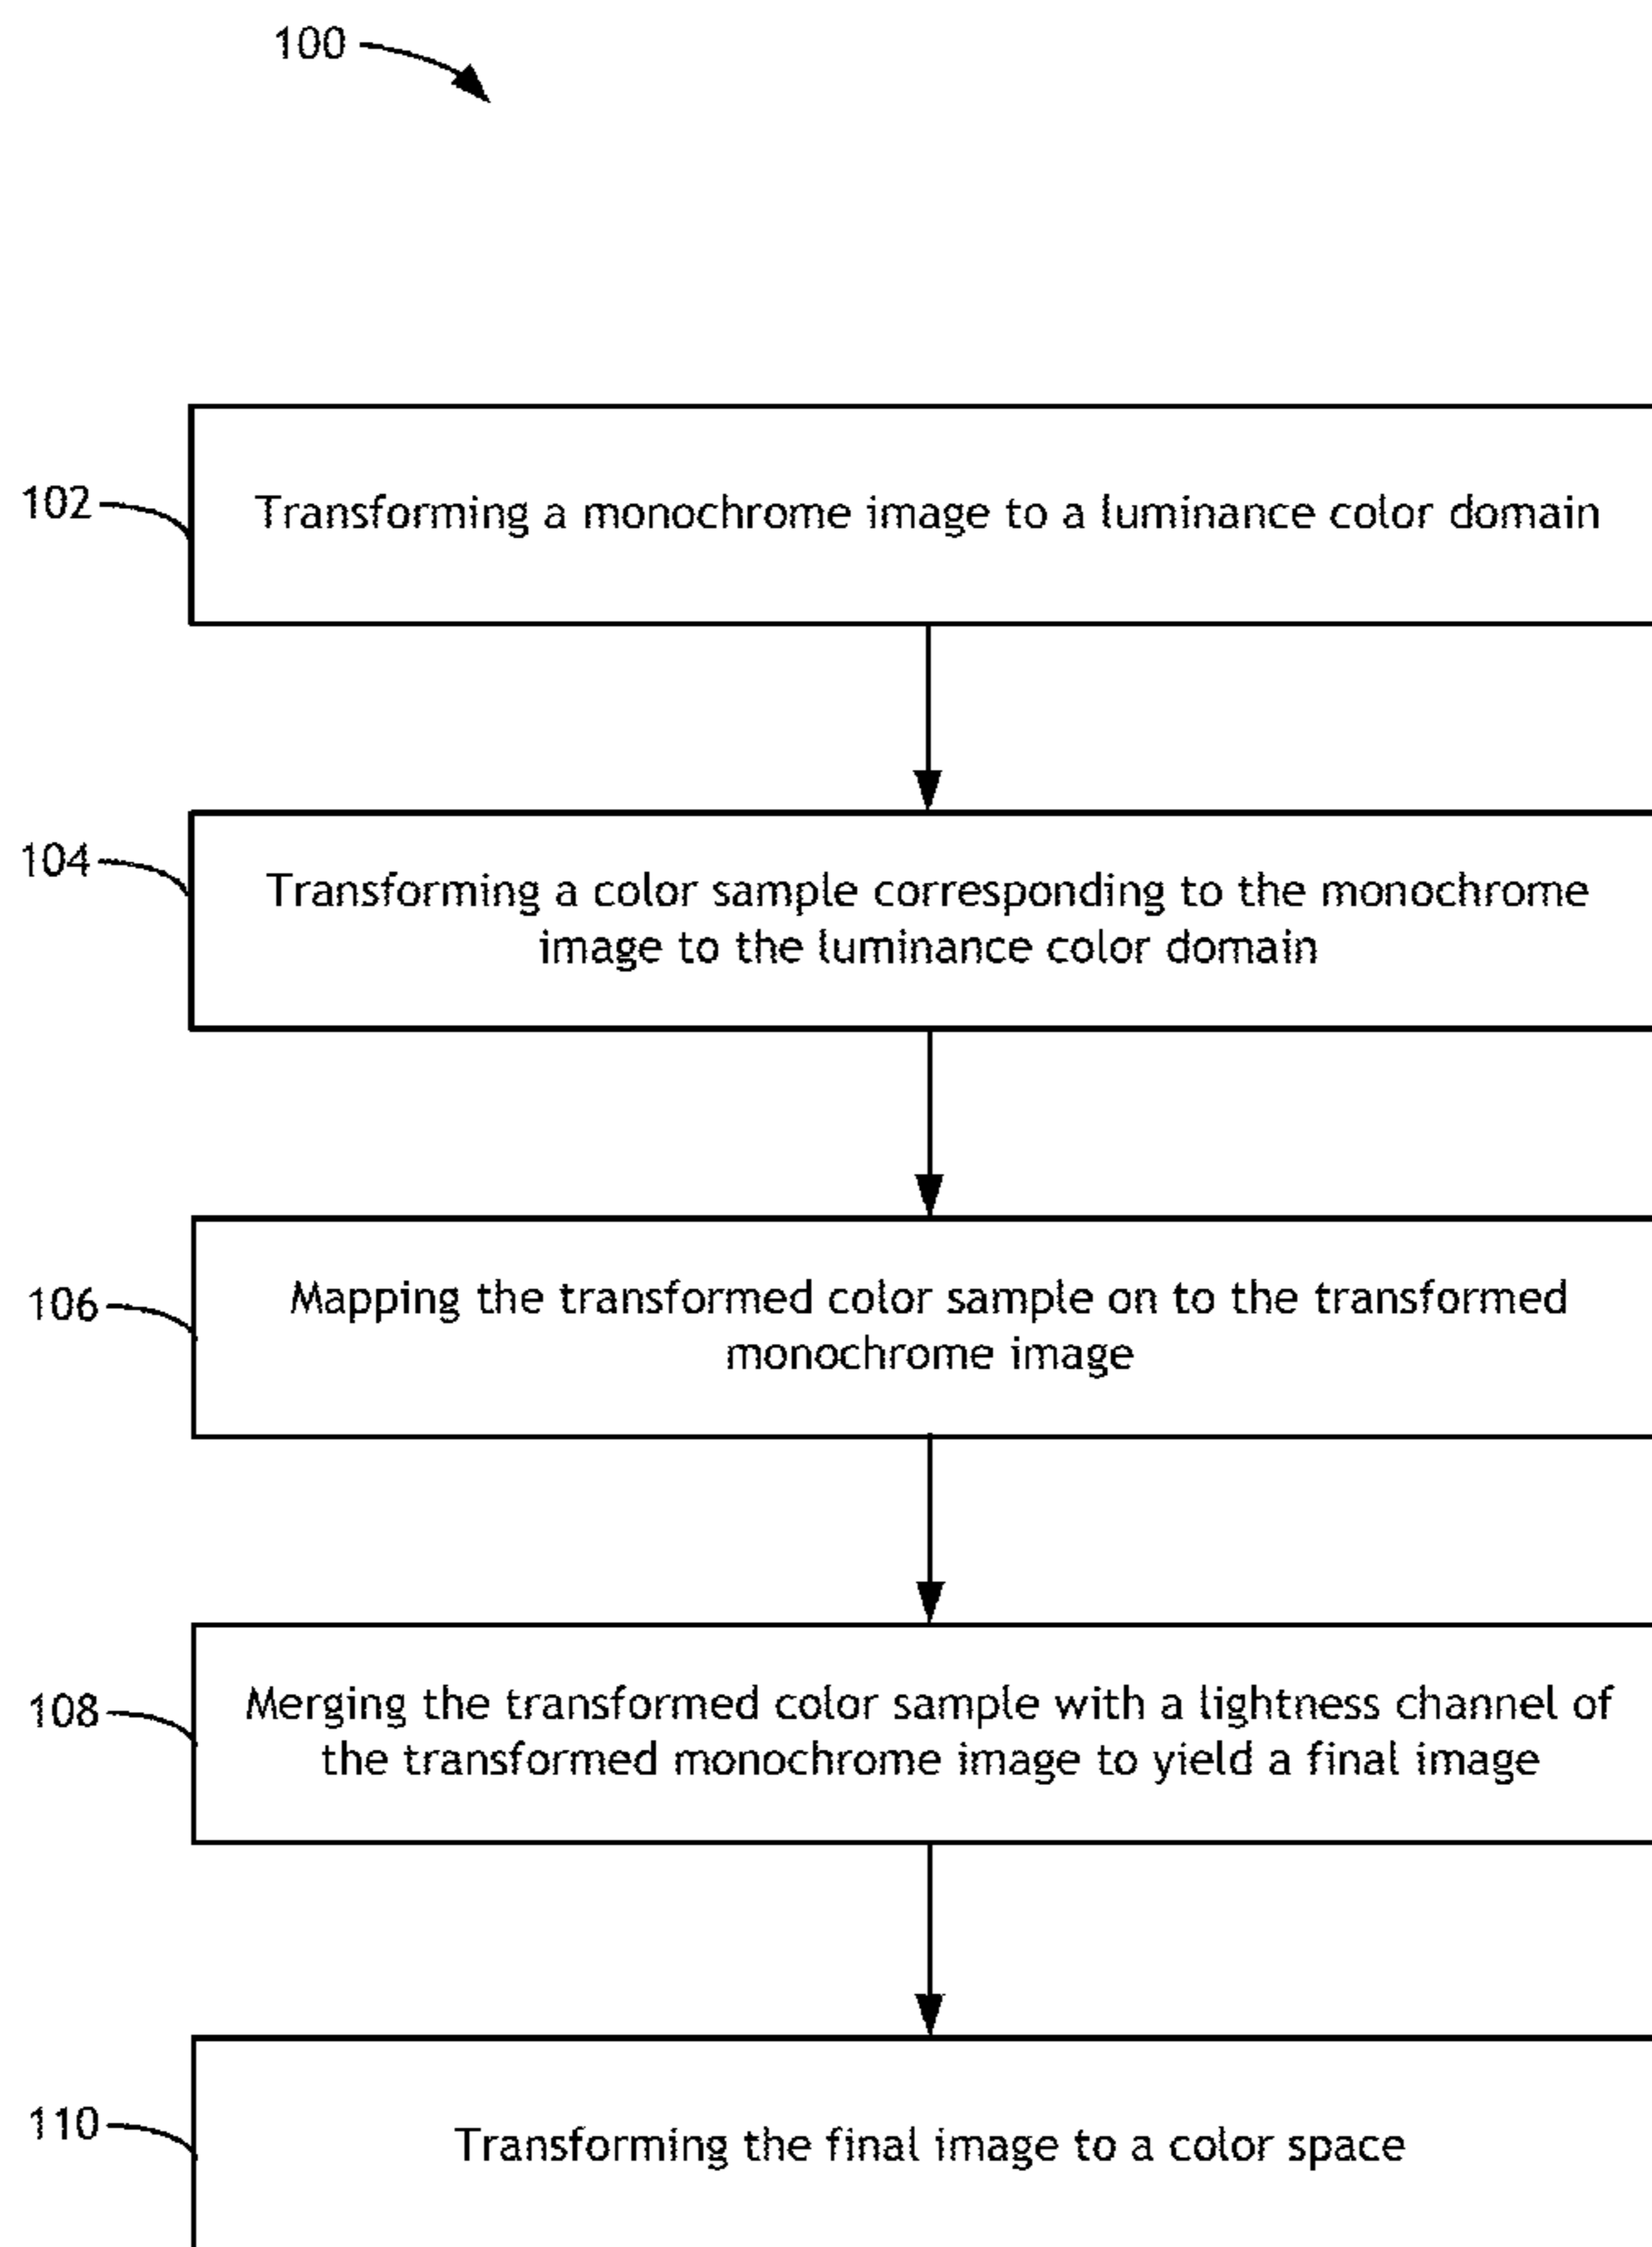 100
102
Transforming a monochrome image to a luminance color domain
104
Transforming a color sample corresponding to the monochrome
image to the luminance color domain
106
Mapping the transformed color sample on to the transformed
monochrome image
108
Merging the transformed color sample with a lightness channel of
the transformed monochrome image to yield a final image
110
Transforming the final image to a color space